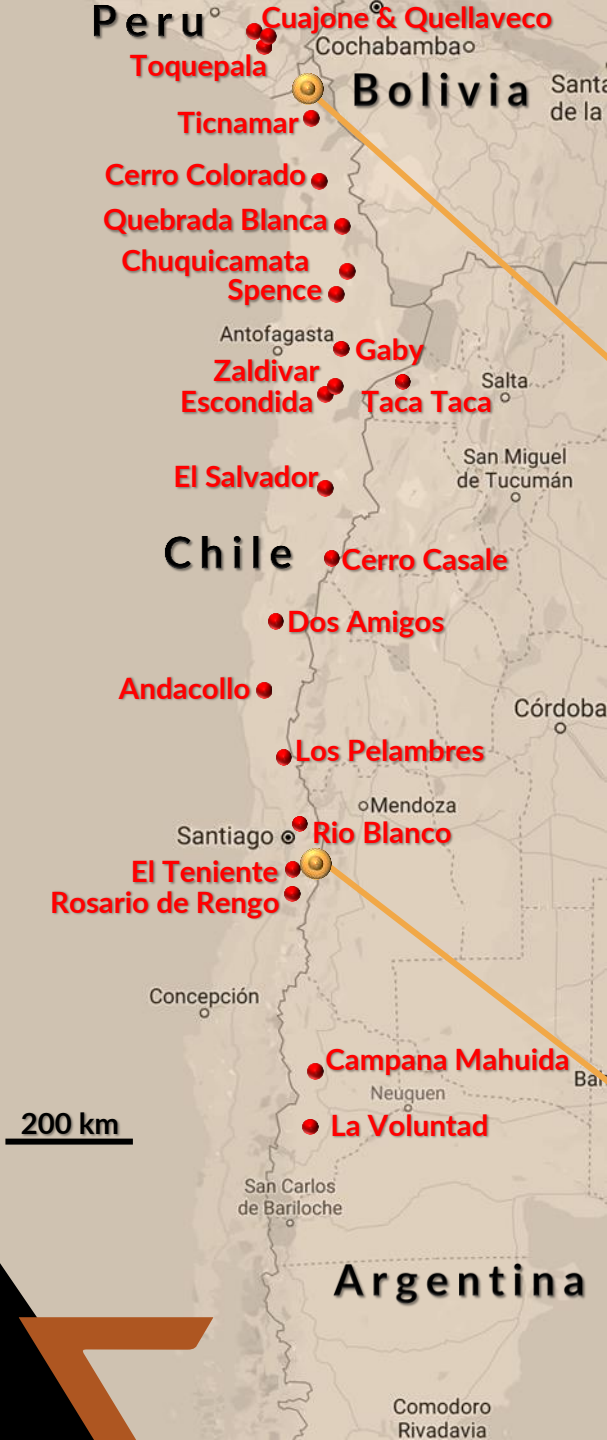 Peru
Cuajone & Quellaveco
Cochabamba
Toquepala
Bolivia
Santa
de la
Ticnamar
Cerro Colorado
Quebrada Blanca
Chuquicamata
Spence
Antofagasta
Gaby
Zaldivar
Escondida
Taca Taca
Salta
San Miguel
de Tucumán
El Salvador
Chile
Cerro Casale
Dos Amigos
Andacollo
Córdoba
Los Pelambres
Mendoza
Santiago
Rio Blanco
El Teniente
Rosario de Rengo
Concepción
Campana Mahuida
Neuquen
La Voluntad
200 km
San Carlos
de Bariloche
Argentina
Comodoro
Rivadavia